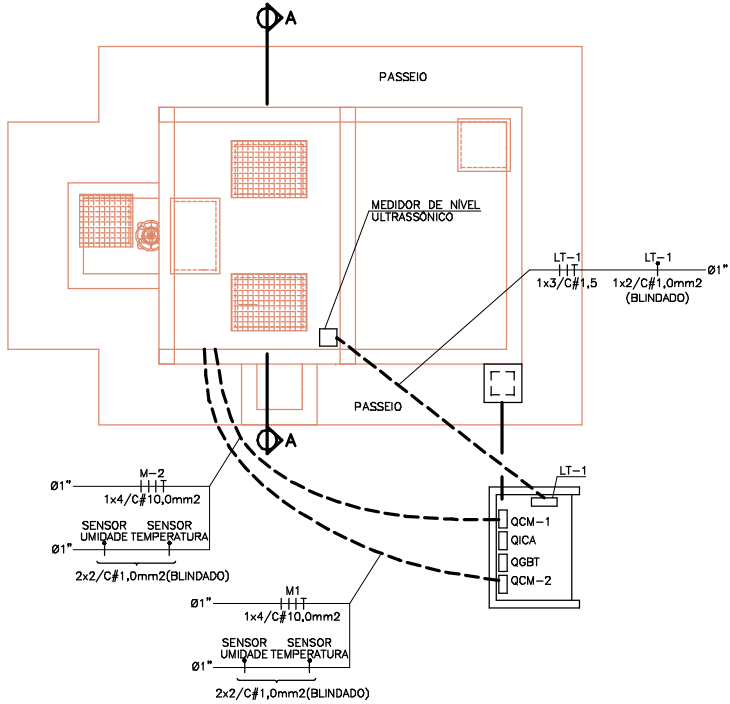 A
PASSEIO
MEDIDOR DE NÍVEL
ULTRASSÔNICO
LT-1
LT-1
Ø1"
1x3/C#1,5
1x2/C#1,0mm2
(BLINDADO)
PASSEIO
A
M-2
Ø1"
1x4/C#10,0mm2
SENSOR
UMIDADE
SENSOR
TEMPERATURA
Ø1"
2x2/C#1,0mm2(BLINDADO)
LT-1
QCM-1
QICA
QGBT
QCM-2
M1
Ø1"
1x4/C#10,0mm2
SENSOR
UMIDADE
SENSOR
TEMPERATURA
Ø1"
2x2/C#1,0mm2(BLINDADO)